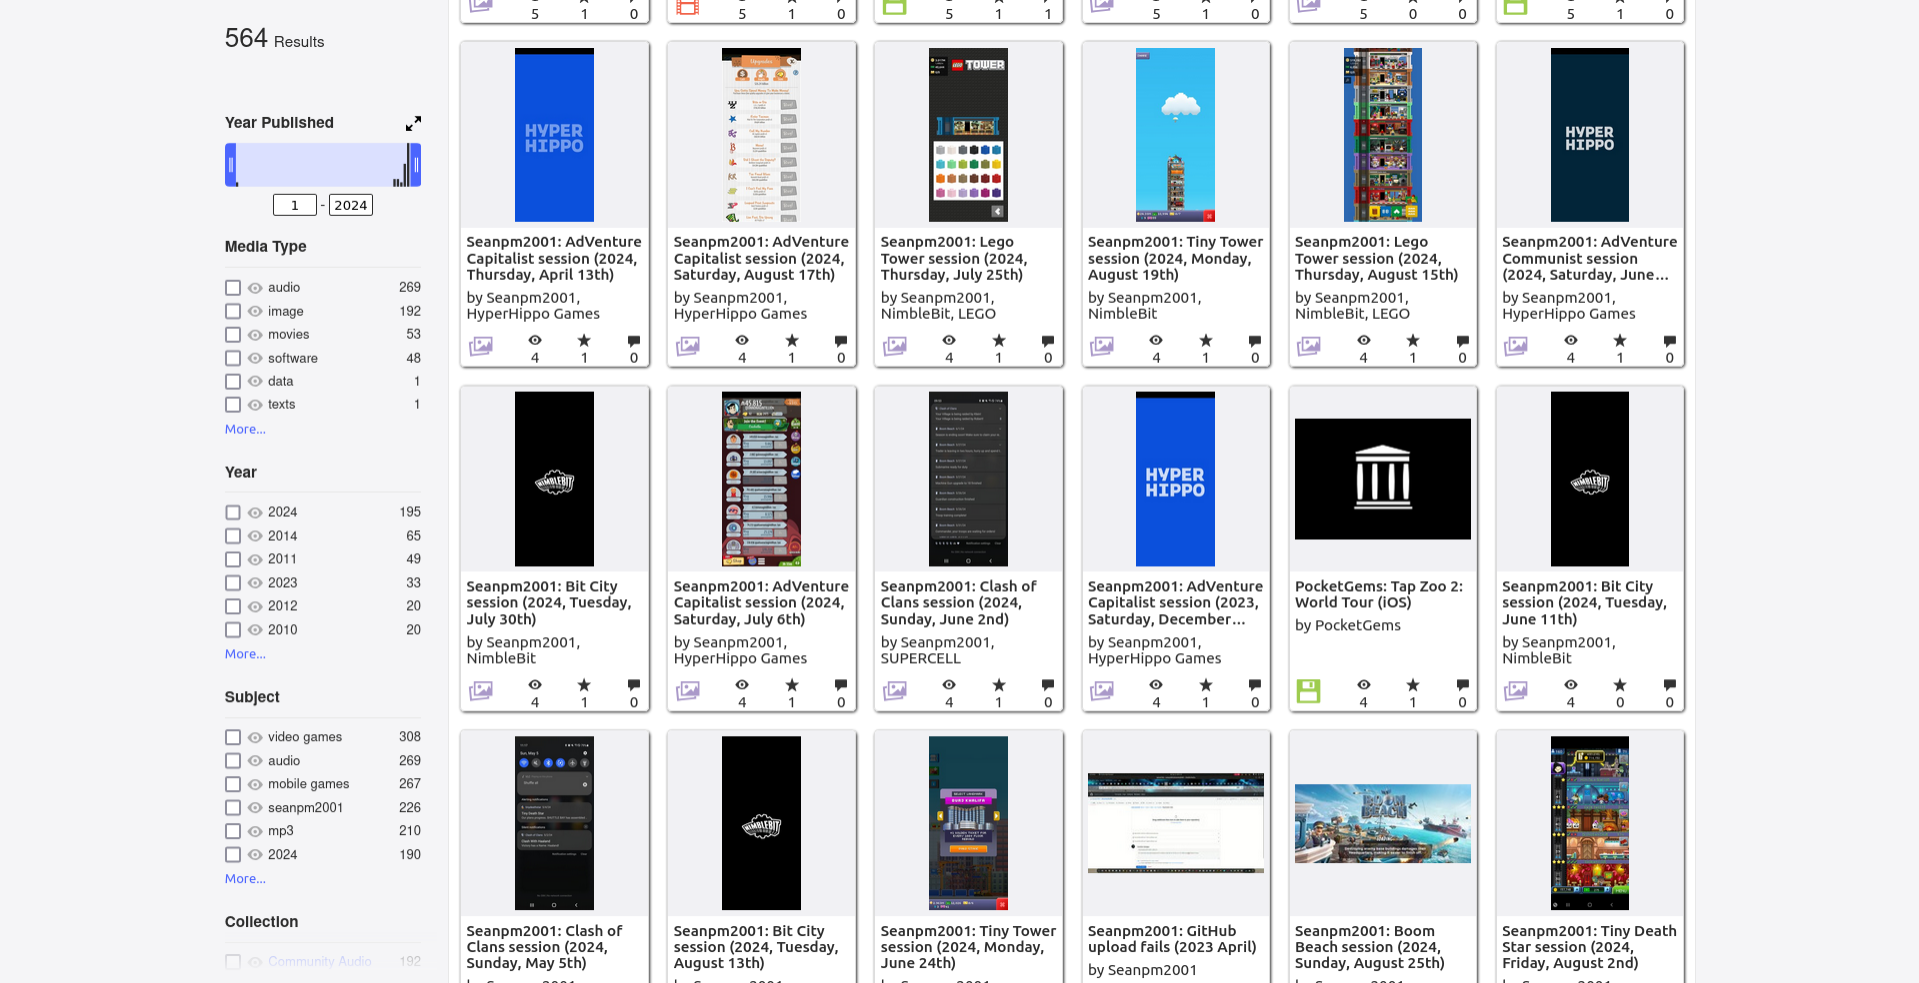 564 Results
Year Published
1 - 2024
Media Type
audio 269
image 192
movies 53
software 48
data 1
texts 1
More...
Year
2024 195
2014 65
2011 49
2023 33
2012 20
2010 20
More...
Subject
video games 308
audio 269
mobile games 267
seanpm2001 226
mp3 210
2024 190
More...
Collection
Community Audio 192
5 1 0
5 1 0
5 1 1
5 1 0
5 0 0
5 1 0
HYPER
HIPPO
Seanpm2001: AdVenture
Capitalist session (2024,
Thursday, April 13th)
by Seanpm2001,
HyperHippo Games
4 1 0
Upgrades
Seanpm2001: AdVenture
Capitalist session (2024,
Saturday, August 17th)
by Seanpm2001,
HyperHippo Games
4 1 0
LEGO TOWER
Seanpm2001: Lego
Tower session (2024,
Thursday, July 25th)
by Seanpm2001,
NimbleBit, LEGO
4 1 0
Seanpm2001: Tiny Tower
session (2024, Monday,
August 19th)
by Seanpm2001,
NimbleBit
4 1 0
Seanpm2001: Lego
Tower session (2024,
Thursday, August 15th)
by Seanpm2001,
NimbleBit, LEGO
4 1 0
HYPER
HIPPO
Seanpm2001: AdVenture
Communist session
(2024, Saturday, June...
by Seanpm2001,
HyperHippo Games
4 1 0
NIMBLEBIT
Seanpm2001: Bit City
session (2024, Tuesday,
July 30th)
by Seanpm2001,
NimbleBit
4 1 0
Seanpm2001: AdVenture
Capitalist session (2024,
Saturday, July 6th)
by Seanpm2001,
HyperHippo Games
4 1 0
Seanpm2001: Clash of
Clans session (2024,
Sunday, June 2nd)
by Seanpm2001,
SUPERCELL
4 1 0
HYPER
HIPPO
Seanpm2001: AdVenture
Capitalist session (2023,
Saturday, December...
by Seanpm2001,
HyperHippo Games
4 1 0
PocketGems: Tap Zoo 2:
World Tour (iOS)
by PocketGems
4 1 0
NIMBLEBIT
Seanpm2001: Bit City
session (2024, Tuesday,
June 11th)
by Seanpm2001,
NimbleBit
4 0 0
Seanpm2001: Clash of
Clans session (2024,
Sunday, May 5th)
NIMBLEBIT
Seanpm2001: Bit City
session (2024, Tuesday,
August 13th)
Seanpm2001: Tiny Tower
session (2024, Monday,
June 24th)
Seanpm2001: GitHub
upload fails (2023 April)
by Seanpm2001
BOOM
BEACH
Seanpm2001: Boom
Beach session (2024,
Sunday, August 25th)
Seanpm2001: Tiny Death
Star session (2024,
Friday, August 2nd)